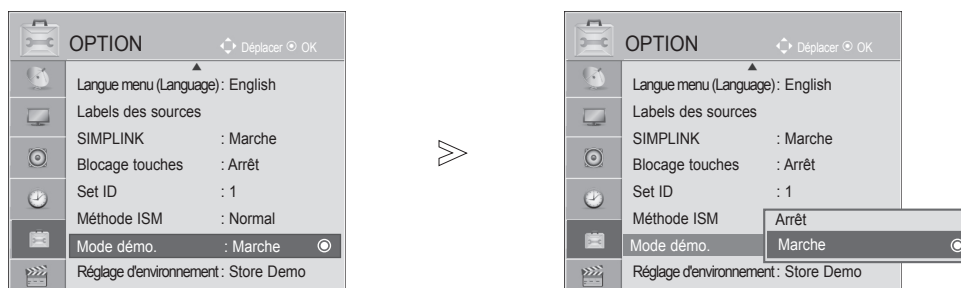 OPTION
Déplacer OK
Langue menu (Language) : English
Labels des sources
SIMPLINK : Marche
Blocage touches : Arrêt
Set ID : 1
Méthode ISM : Normal
Mode démo. : Marche
Réglage d'environnement : Store Demo
OPTION
Déplacer OK
Langue menu (Language) : English
Labels des sources
SIMPLINK : Marche
Blocage touches : Arrêt
Set ID : 1
Méthode ISM
Arrêt
Mode démo.
Marche
Réglage d'environnement : Store Demo